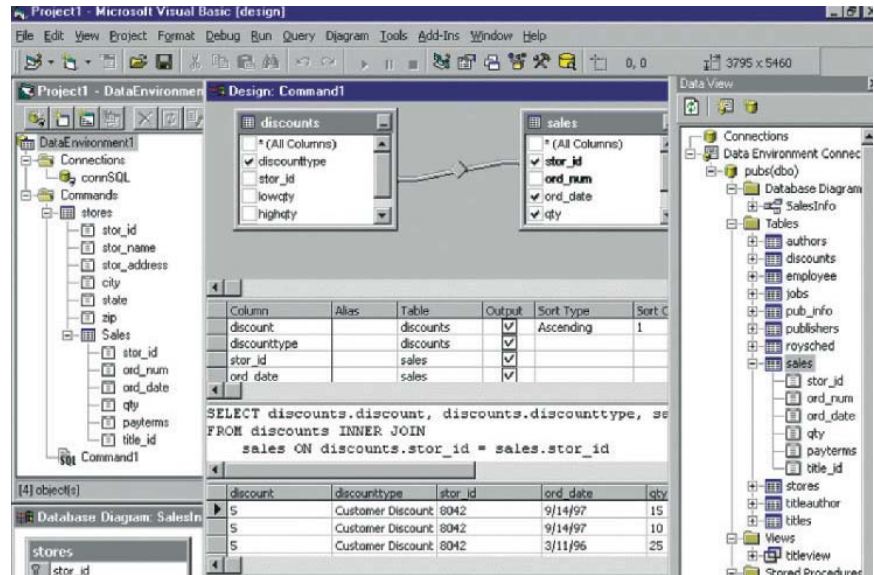 Project1 - Microsoft Visual Basic [design]
File Edit View Project Format Debug Run Query Diagram Tools Add-Ins Window Help
0, 0
3795 x 5460
Project1 - DataEnvironmen
DataEnvironment1
Connections
connSQL
Commands
stores
stor_id
stor_name
stor_address
city
state
zip
Sales
stor_id
ord_num
ord_date
qty
payterms
title_id
SQL Command1
[4] object(s)
Database Diagram: SalesIn
stores
stor_id
Design: Command1
discounts
* (All Columns)
discounttype
stor_id
lowqty
highqty
sales
* (All Columns)
stor_id
ord_num
ord_date
qty
Column Alias Table Output Sort Type Sort O
discount discounts Ascending 1
discounttype discounts
stor_id sales
ord_date sales
SELECT discounts.discount, discounts.discounttype, se
FROM discounts INNER JOIN
sales ON discounts.stor_id = sales.stor_id
discount discounttype stor_id ord_date qty
5 Customer Discount 8042 9/14/97 15
5 Customer Discount 8042 9/14/97 10
5 Customer Discount 8042 3/11/96 25
Data View
Connections
Data Environment Connec
pubs(dbo)
Database Diagram
SalesInfo
Tables
authors
discounts
employee
jobs
pub_info
publishers
roysched
sales
stor_id
ord_num
ord_date
qty
payterms
title_id
stores
titleauthor
titles
Views
titleview
Stored Procedures